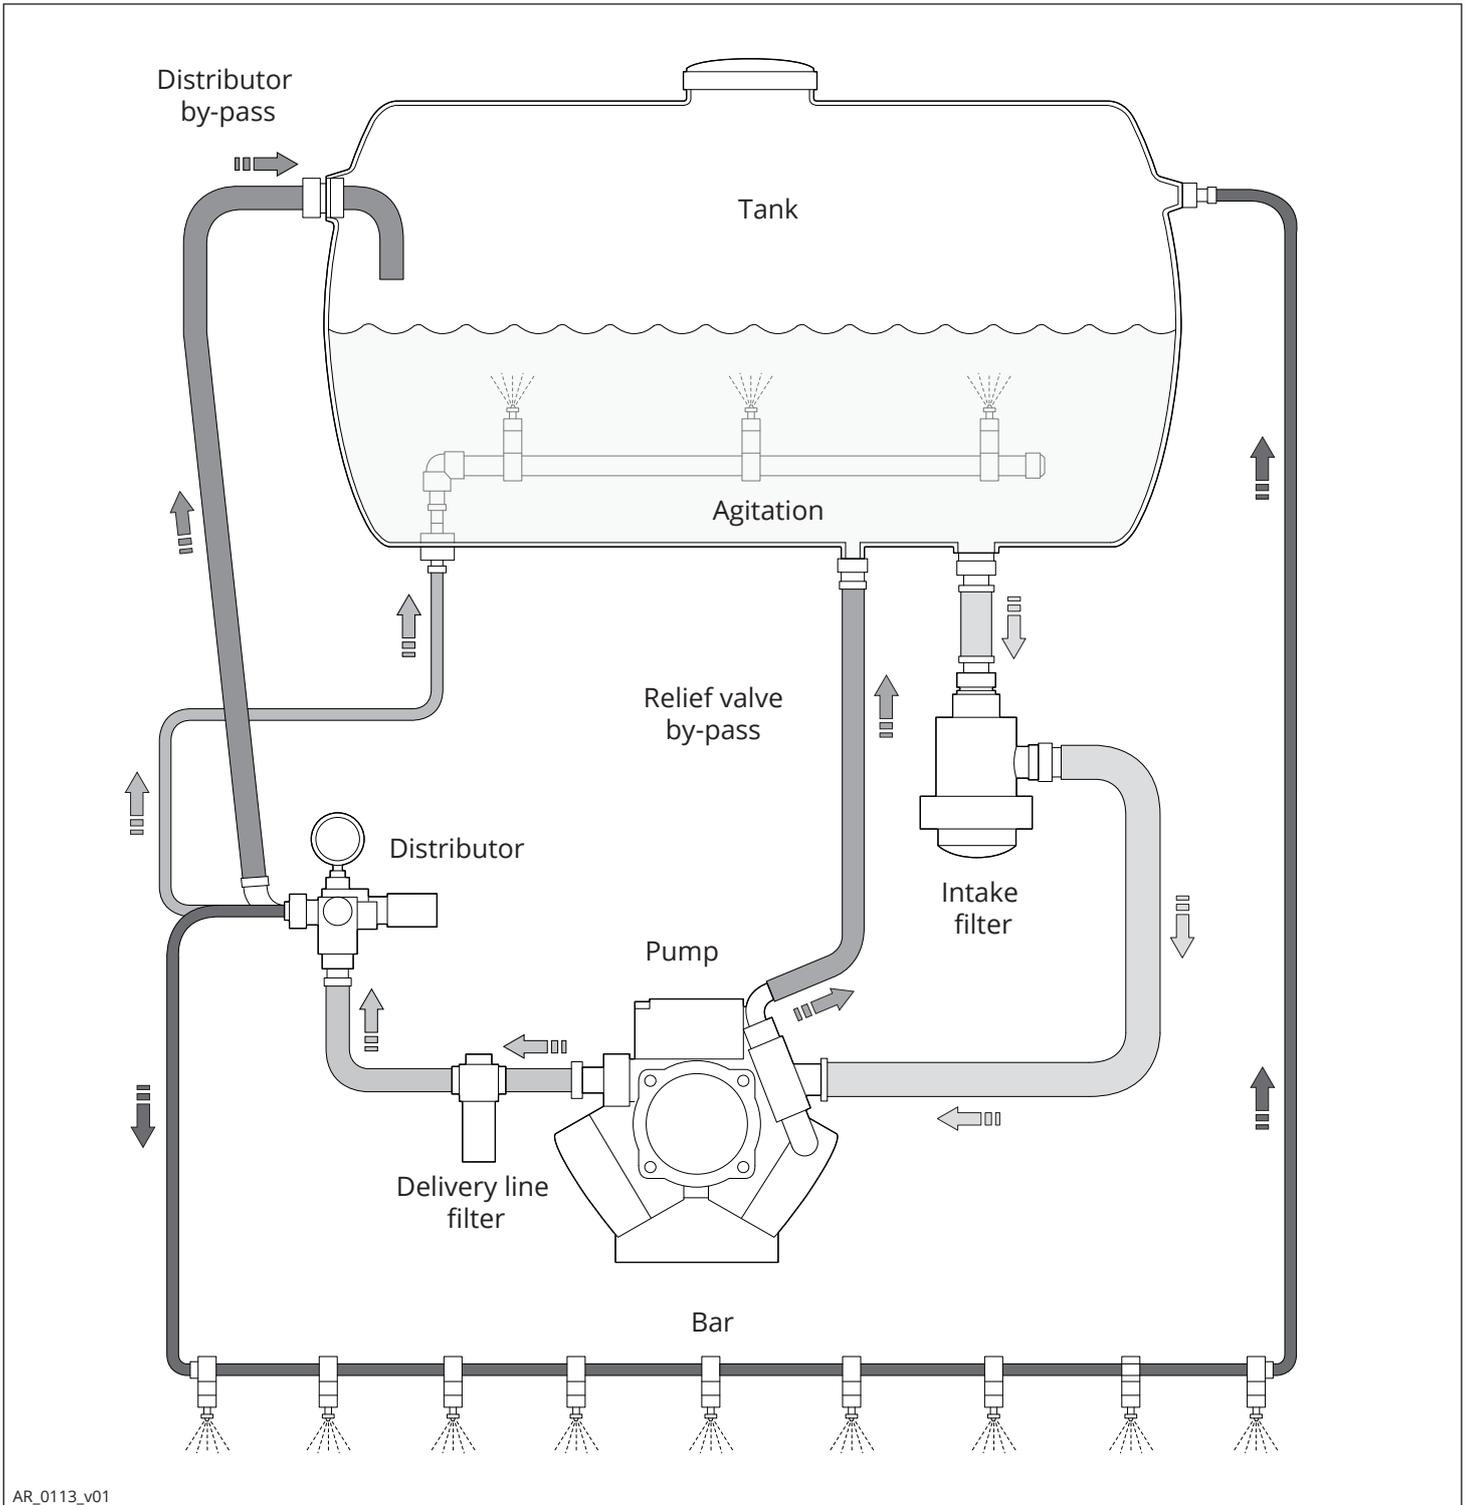 Distributor
by-pass
Tank
Agitation
Relief valve
by-pass
Distributor
Intake
filter
Pump
Delivery line
filter
Bar
AR_0113_v01